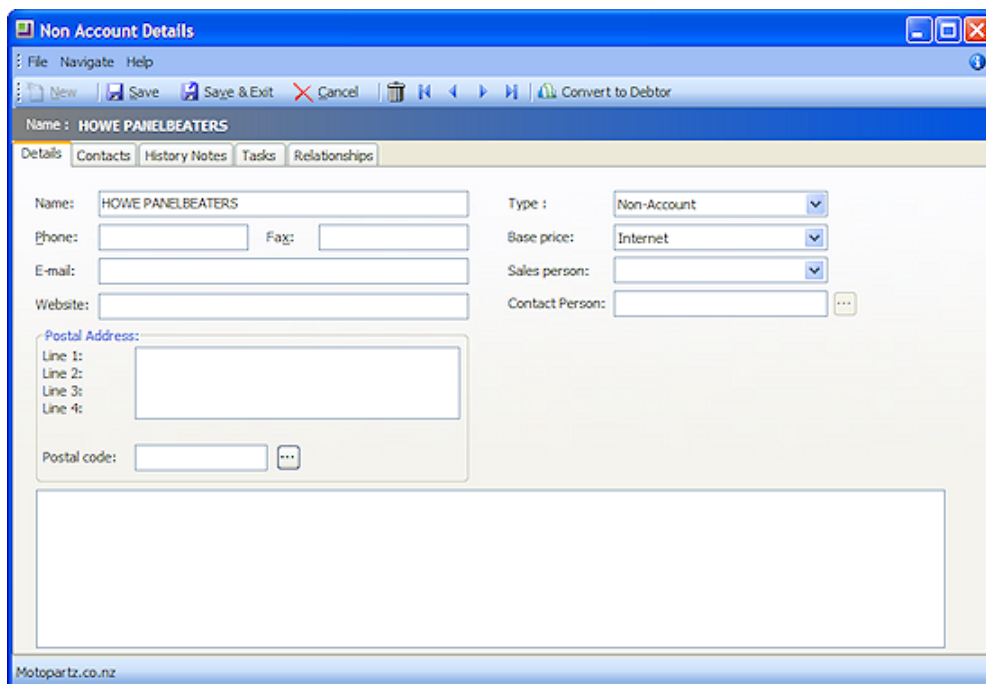 Non Account Details
File Navigate Help
New Save Save & Exit Cancel Convert to Debtor
Name : HOWE PANELBEATERS
Details Contacts History Notes Tasks Relationships
Name: HOWE PANELBEATERS Type : Non-Account
Phone: Fax: Base price: Internet
E-mail: Sales person:
Website: Contact Person: ...
Postal Address:
Line 1:
Line 2:
Line 3:
Line 4:
Postal code: ...
Motopartz.co.nz